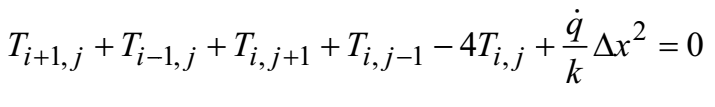 $T_{i+1,j} + T_{i-1,j} + T_{i,j+1} + T_{i,j-1} - 4T_{i,j} + \frac{\dot{q}}{k}\Delta x^2 = 0$